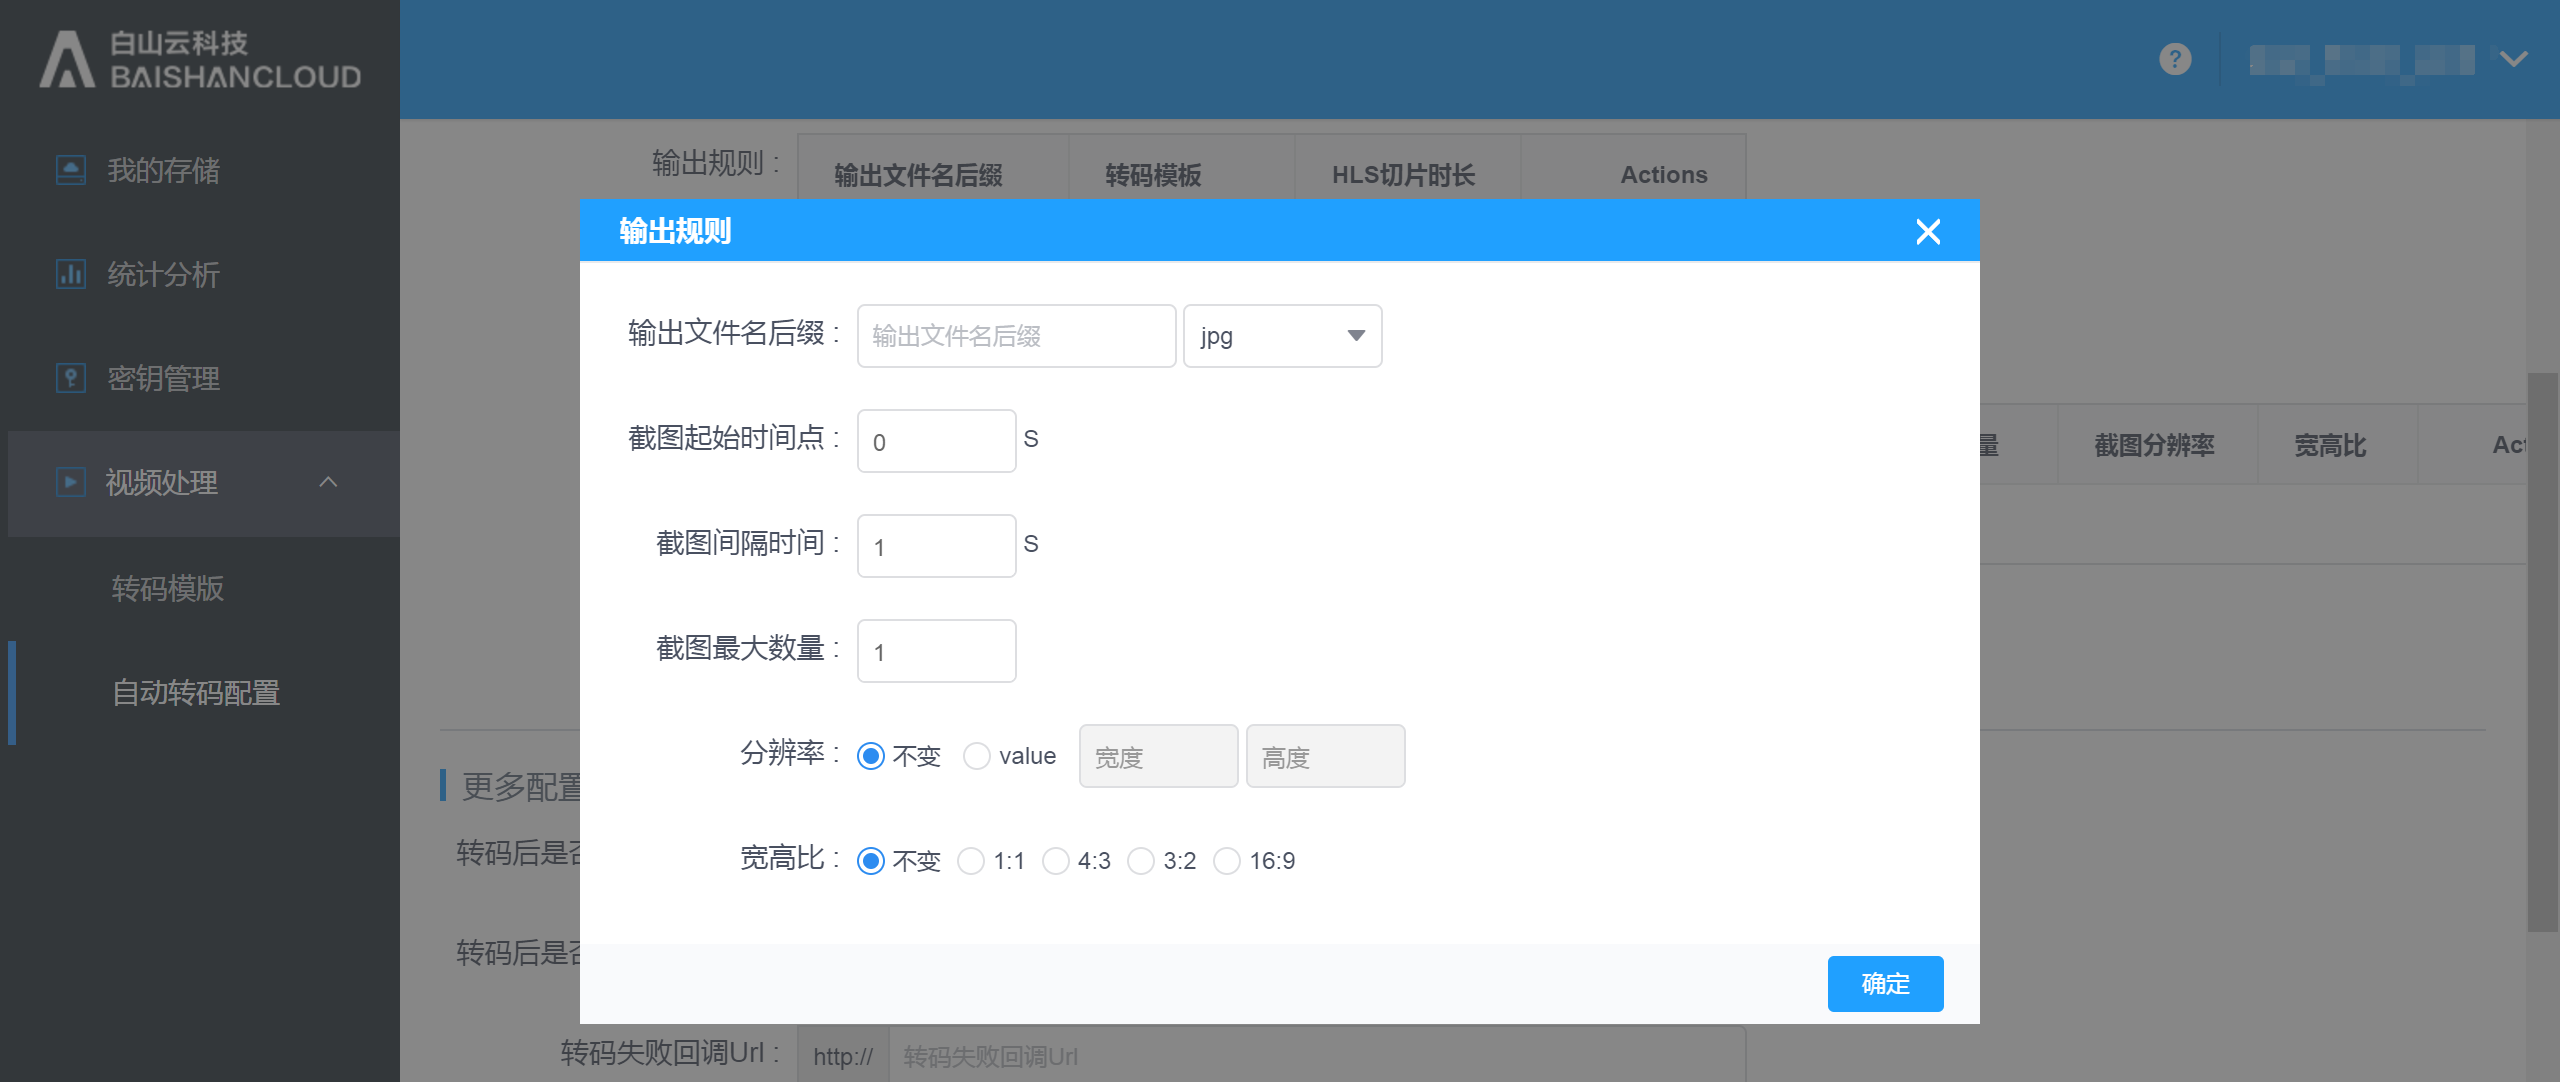 白山云科技
BAISHANCLOUD
?
我的存储
统计分析
密钥管理
视频处理
转码模版
自动转码配置
输出规则 :
输出文件名后缀 转码模板 HLS切片时长 Actions
输出规则
输出文件名后缀 : 输出文件名后缀 jpg
截图起始时间点 : 0 S
截图间隔时间 : 1 S
截图最大数量 : 1
分辨率 : 不变 value 宽度 高度
宽高比 : 不变 1:1 4:3 3:2 16:9
确定
量 截图分辨率 宽高比 Act
更多配置
转码后是否
转码后是否
转码失败回调Url : http:// 转码失败回调Url